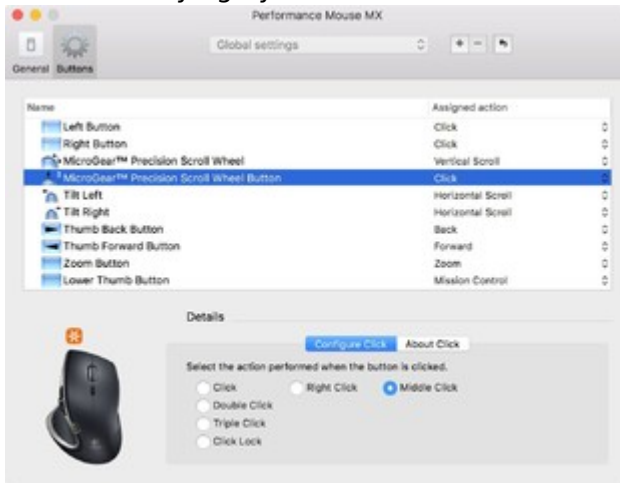 Performance Mouse MX
Global settings
General Buttons
Name Assigned action
Left Button Click
Right Button Click
MicroGear™ Precision Scroll Wheel Vertical Scroll
MicroGear™ Precision Scroll Wheel Button Click
Tilt Left Horizontal Scroll
Tilt Right Horizontal Scroll
Thumb Back Button Back
Thumb Forward Button Forward
Zoom Button Zoom
Lower Thumb Button Mission Control
Details
Configure Click About Click
Select the action performed when the button is clicked.
Click Right Click Middle Click
Double Click
Triple Click
Click Lock